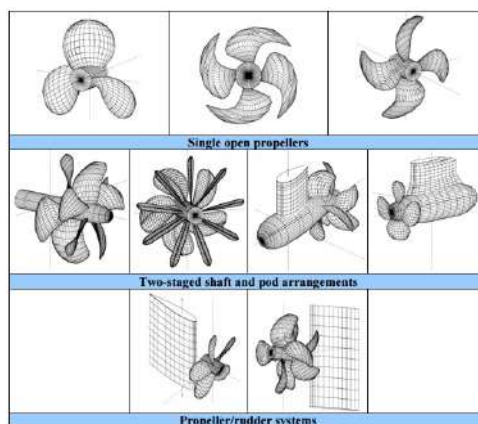 Single open propellers
Two-staged shaft and pod arrangements
Propeller/rudder systems